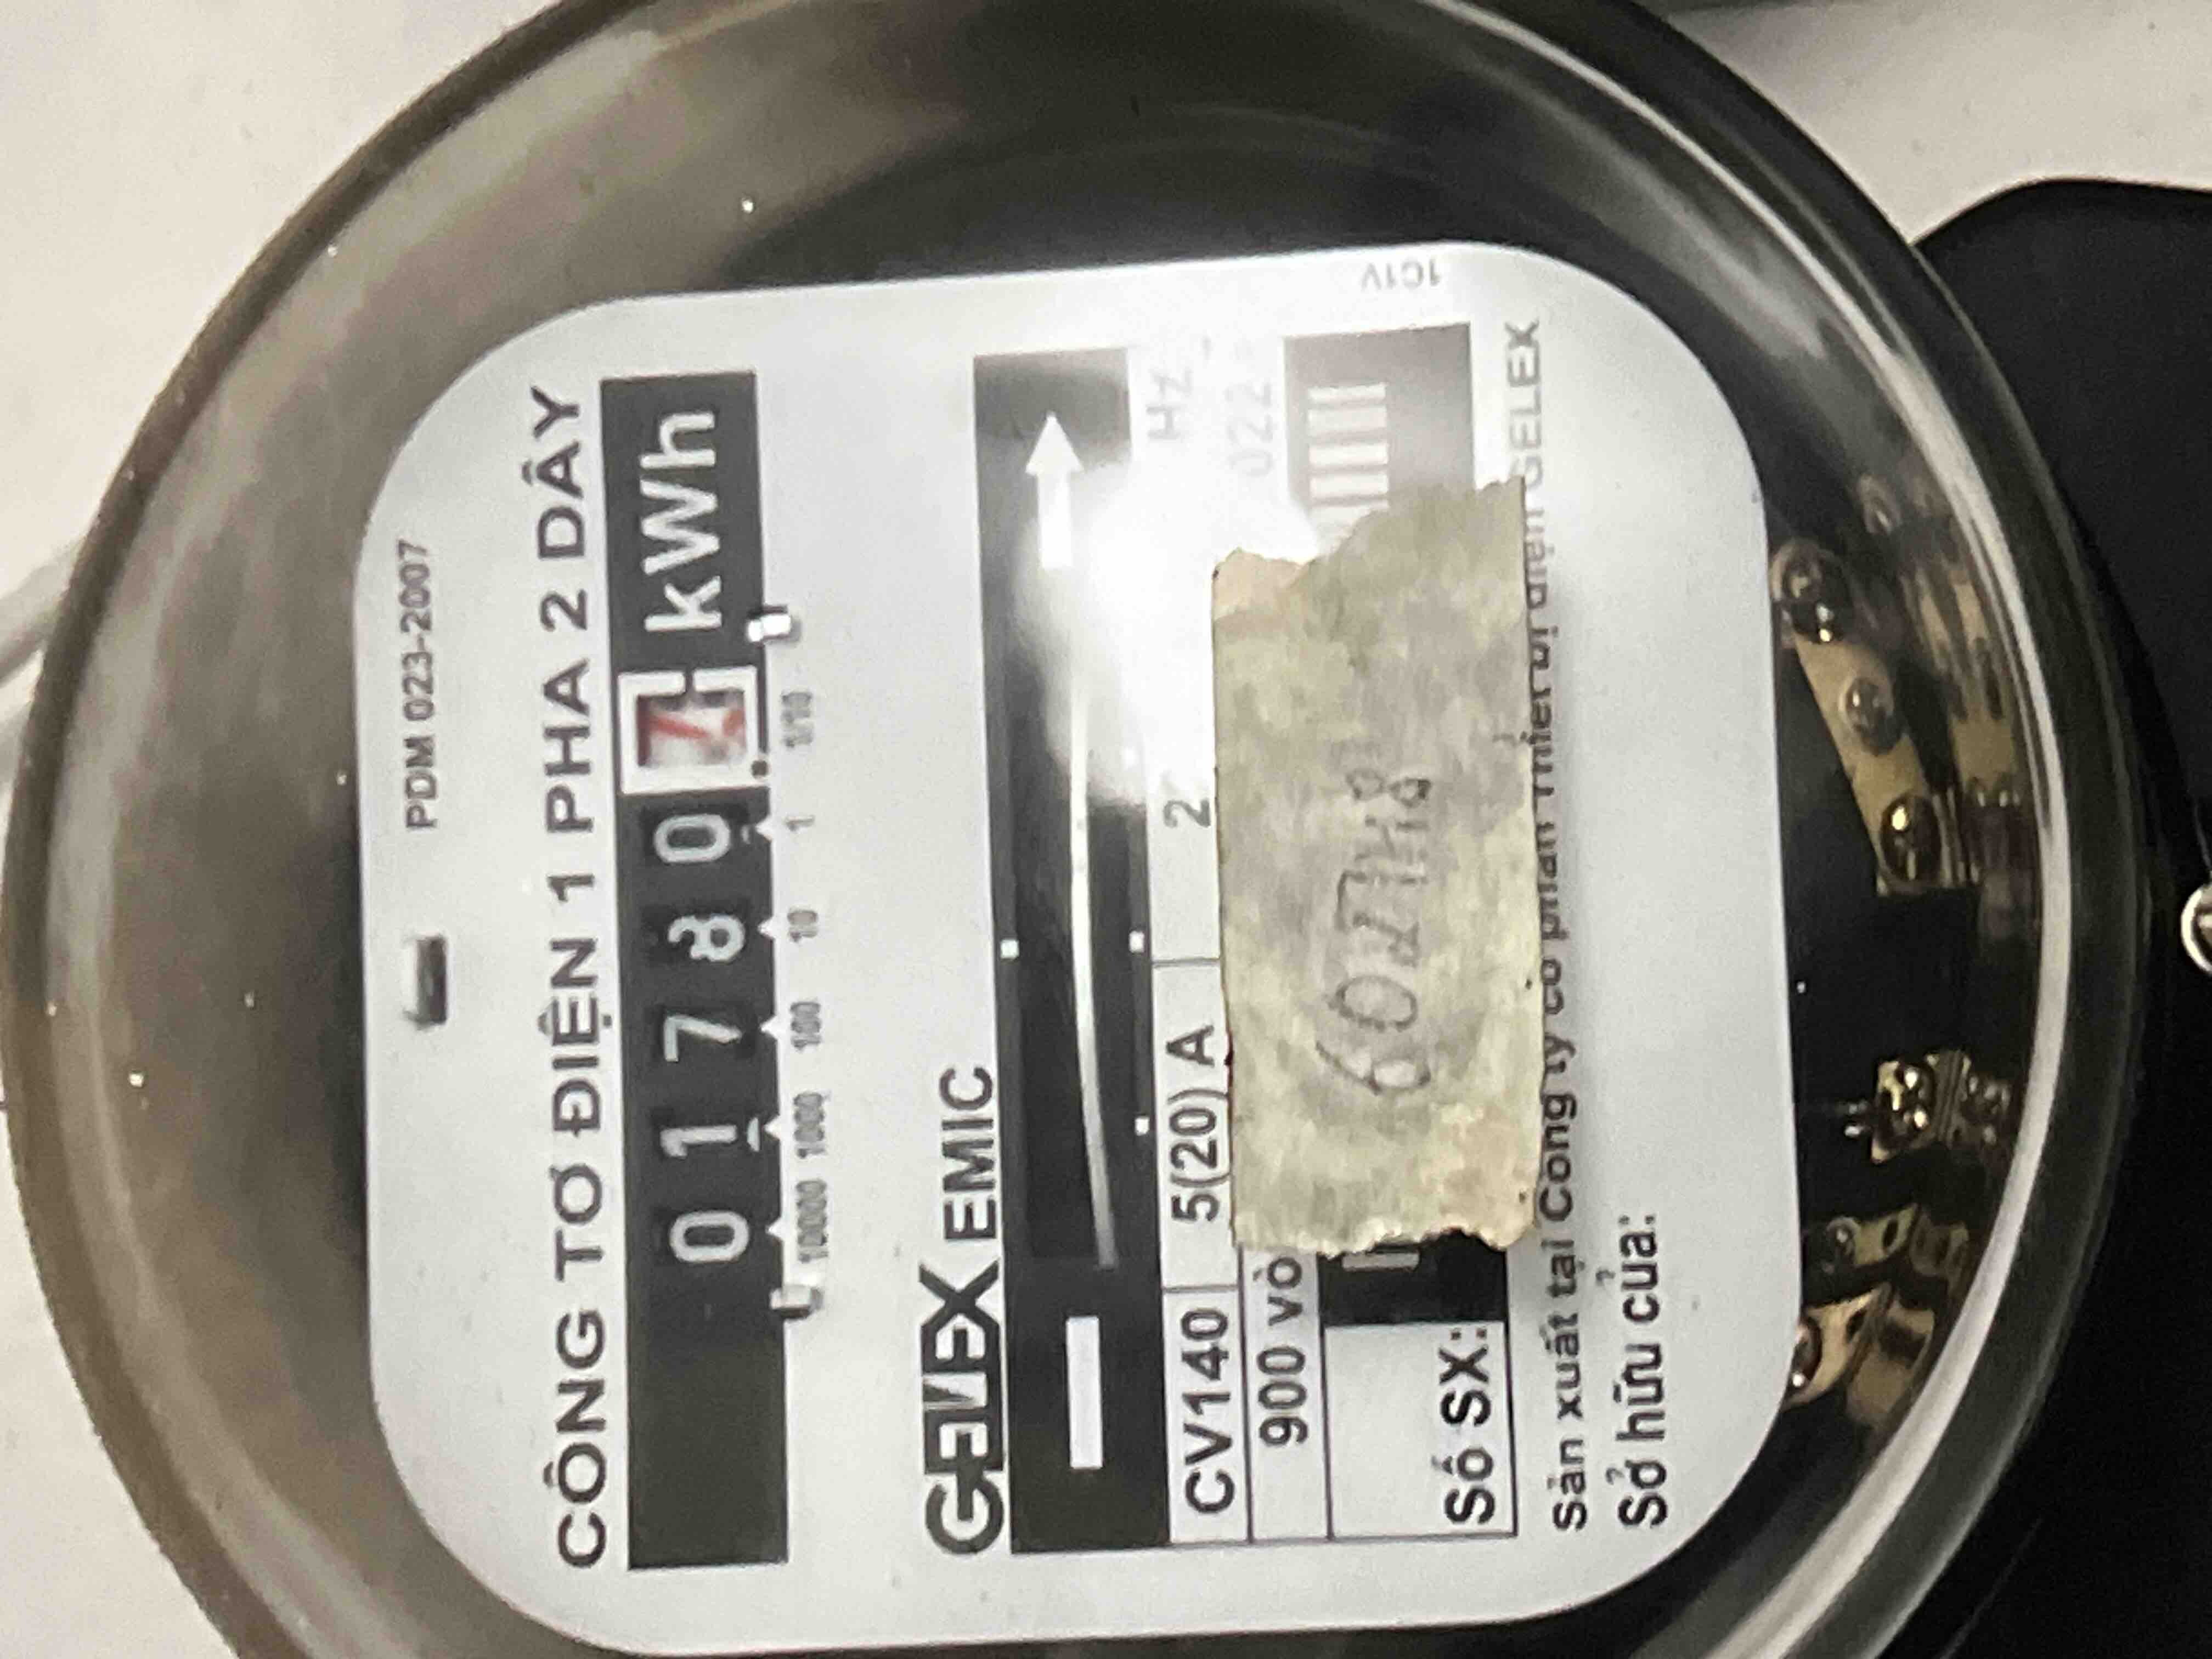 PDM 023-2007
CÔNG TƠ ĐIỆN 1 PHA 2 DÂY
0 1 7 8 0 kWh
10000 1000 100 10 1 1/10
GELEX EMIC
CV140 5(20) A 2 Hz
900 vò 022
Số SX:
Sản xuất tại Công ty cổ phần thiết bị điện GELEX
Sở hữu của:
1C1V